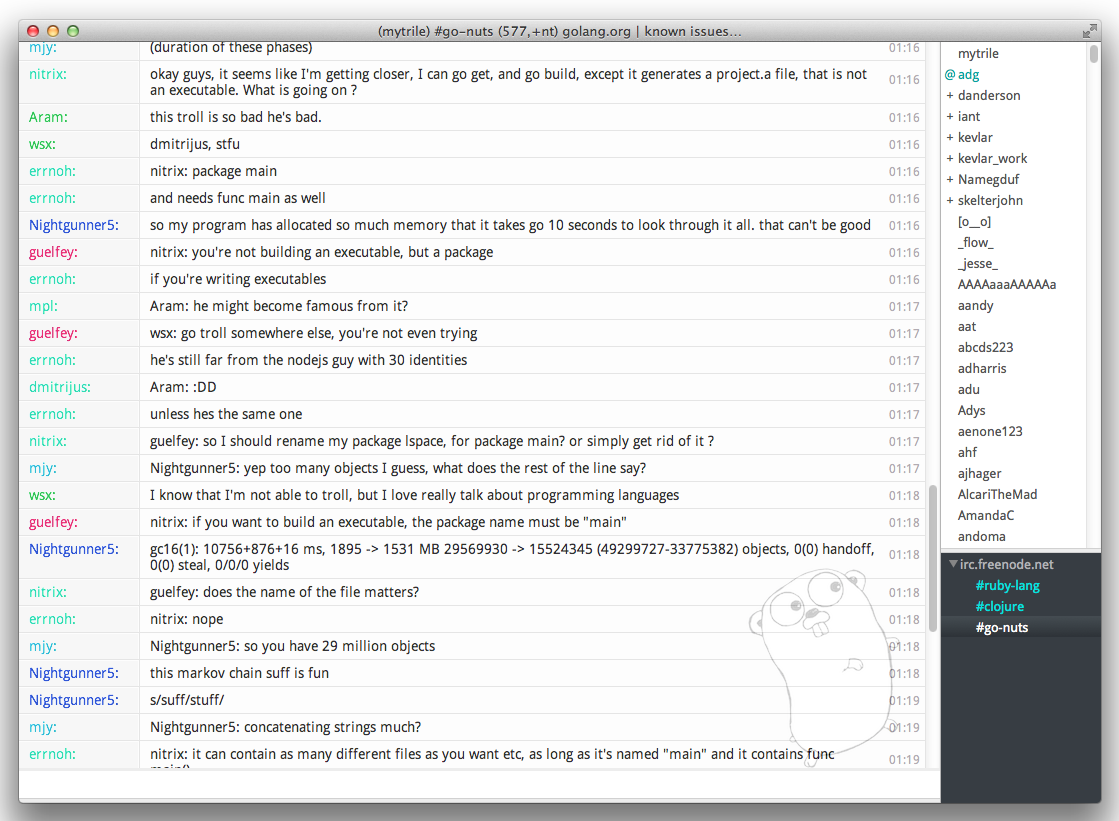 (mytrile) #go-nuts (577,+nt) golang.org | known issues...
mjy: (duration of these phases) 01:16
nitrix: okay guys, it seems like I'm getting closer, I can go get, and go build, except it generates a project.a file, that is not 01:16
an executable. What is going on ?
Aram: this troll is so bad he's bad. 01:16
wsx: dmitrijus, stfu 01:16
errnoh: nitrix: package main 01:16
errnoh: and needs func main as well 01:16
Nightgunner5: so my program has allocated so much memory that it takes go 10 seconds to look through it all. that can't be good 01:16
guelfey: nitrix: you're not building an executable, but a package 01:16
errnoh: if you're writing executables 01:16
mpl: Aram: he might become famous from it? 01:17
guelfey: wsx: go troll somewhere else, you're not even trying 01:17
errnoh: he's still far from the nodejs guy with 30 identities 01:17
dmitrijus: Aram: :DD 01:17
errnoh: unless hes the same one 01:17
nitrix: guelfey: so I should rename my package lspace, for package main? or simply get rid of it ? 01:17
mjy: Nightgunner5: yep too many objects I guess, what does the rest of the line say? 01:17
wsx: I know that I'm not able to troll, but I love really talk about programming languages 01:18
guelfey: nitrix: if you want to build an executable, the package name must be "main" 01:18
Nightgunner5: gc16(1): 10756+876+16 ms, 1895 -> 1531 MB 29569930 -> 15524345 (49299727-33775382) objects, 0(0) handoff, 01:18
0(0) steal, 0/0/0 yields
nitrix: guelfey: does the name of the file matters? 01:18
errnoh: nitrix: nope 01:18
mjy: Nightgunner5: so you have 29 million objects 01:18
Nightgunner5: this markov chain suff is fun 01:18
Nightgunner5: s/suff/stuff/ 01:19
mjy: Nightgunner5: concatenating strings much? 01:19
errnoh: nitrix: it can contain as many different files as you want etc, as long as it's named "main" and it contains func 01:19
main()
mytrile
@ adg
+ danderson
+ iant
+ kevlar
+ kevlar_work
+ Namegduf
+ skelterjohn
[o__o]
_flow_
_jesse_
AAAAaaaAAAAAa
aandy
aat
abcds223
adharris
adu
Adys
aenone123
ahf
ajhager
AlcariTheMad
AmandaC
andoma
irc.freenode.net
#ruby-lang
#clojure
#go-nuts